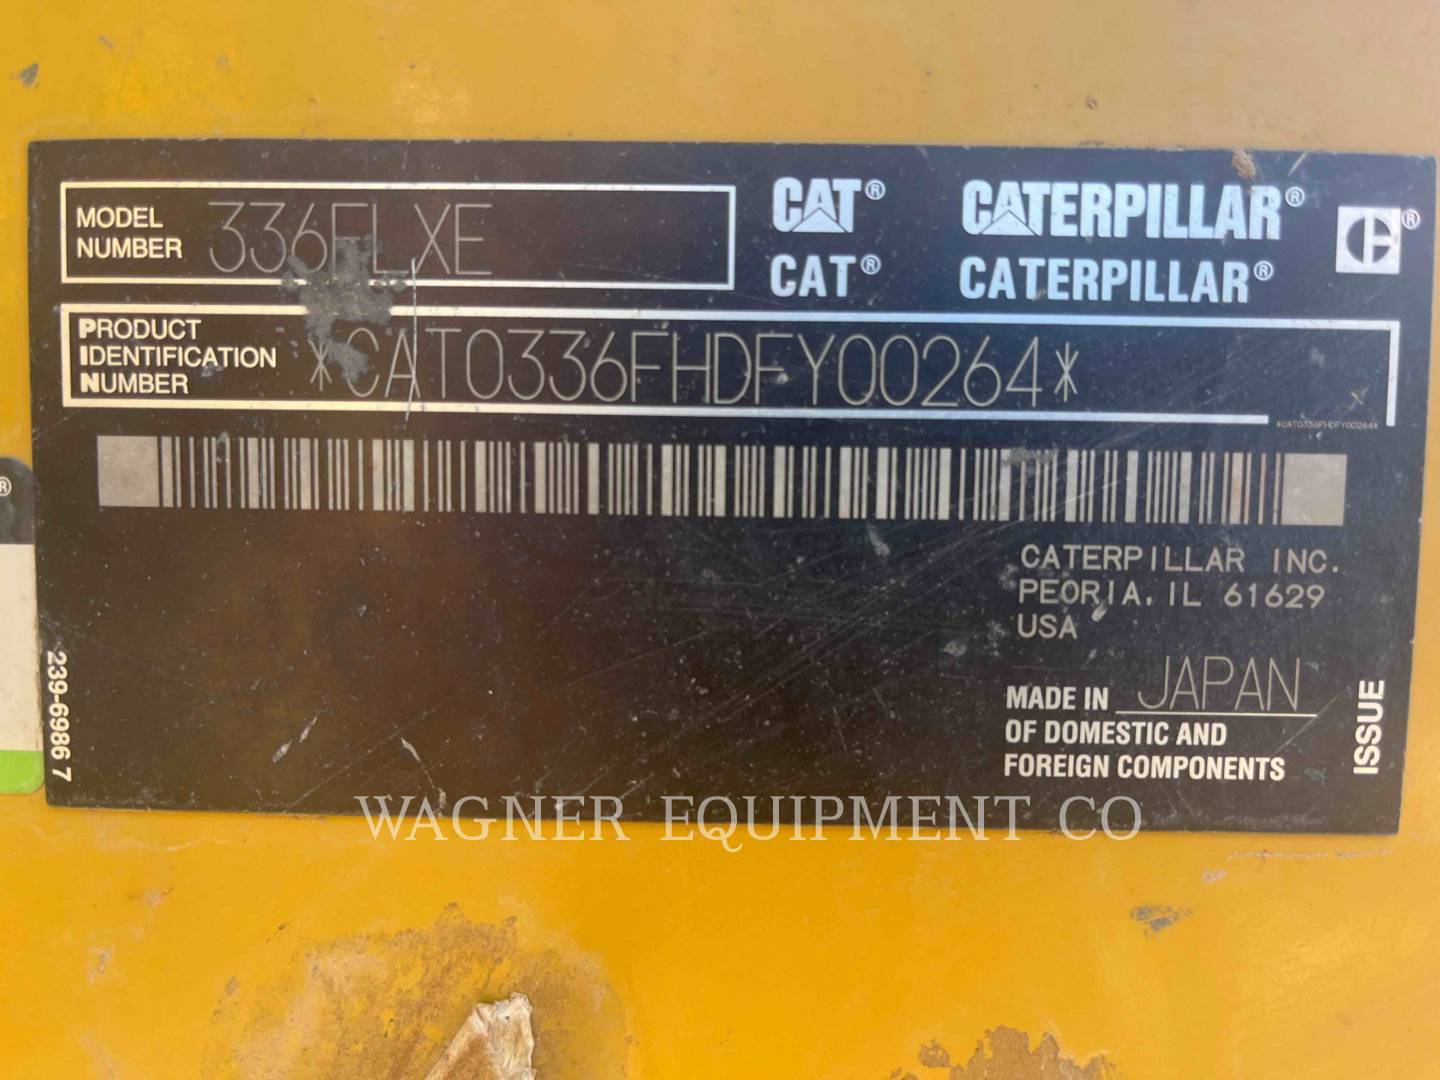 MODEL
NUMBER 336FLXE
CAT® CATERPILLAR® ®
CAT® CATERPILLAR®
PRODUCT
IDENTIFICATION
NUMBER *CAT0336FHDFY00264*
*CAT0336FHDFY00264*
®
CATERPILLAR INC.
PEORIA, IL 61629
USA
MADE IN JAPAN
OF DOMESTIC AND
FOREIGN COMPONENTS
ISSUE
239-6986 7
WAGNER EQUIPMENT CO